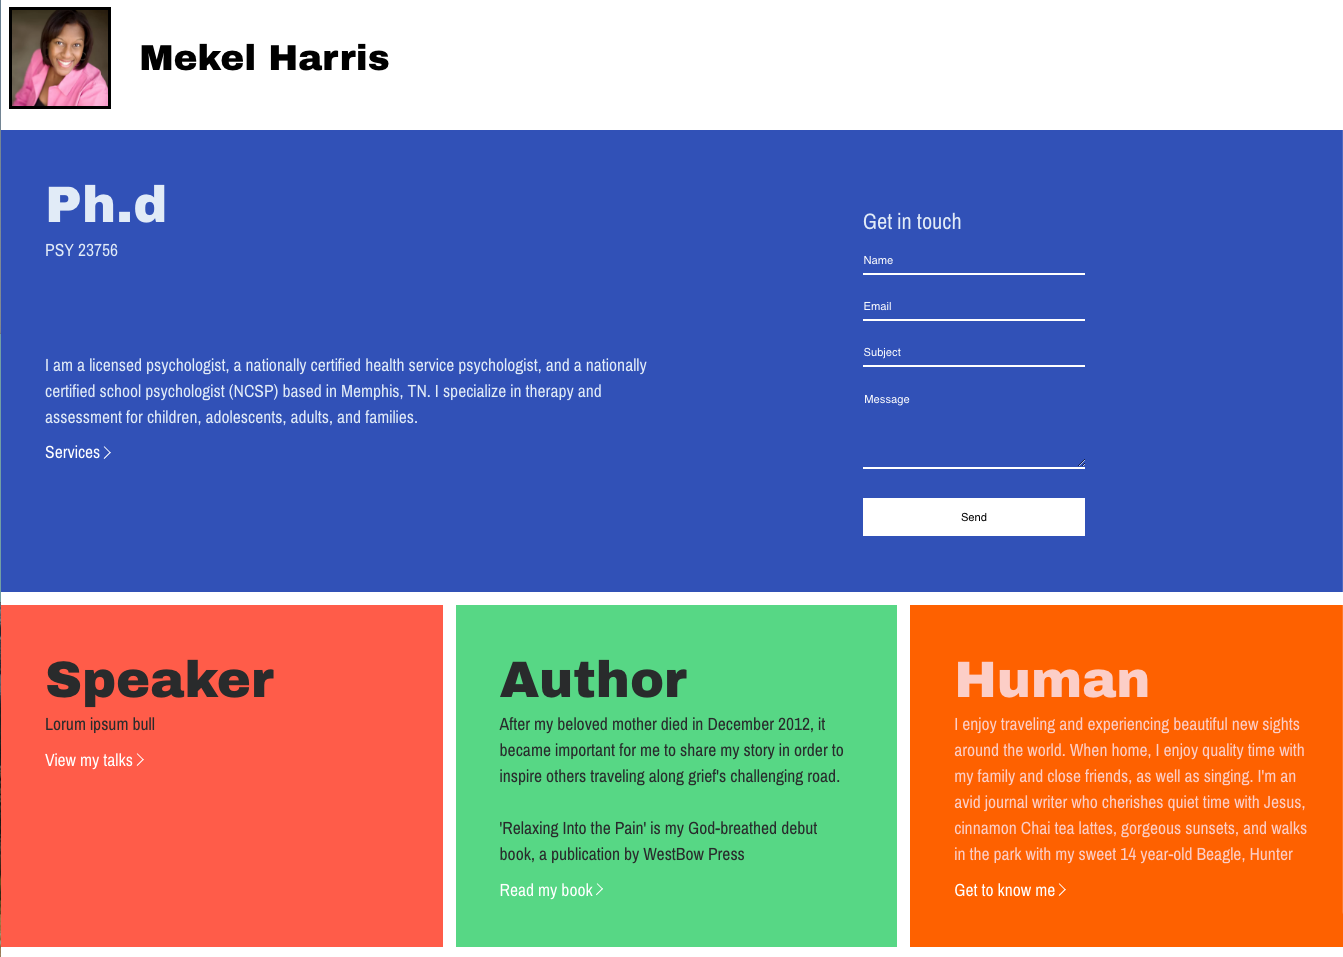 Mekel Harris
Ph.d
PSY 23756
I am a licensed psychologist, a nationally certified health service psychologist, and a nationally
certified school psychologist (NCSP) based in Memphis, TN. I specialize in therapy and
assessment for children, adolescents, adults, and families.
Services
Get in touch
Name
Email
Subject
Message
Send
Speaker
Lorum ipsum bull
View my talks
Author
After my beloved mother died in December 2012, it
became important for me to share my story in order to
inspire others traveling along grief's challenging road.
'Relaxing Into the Pain' is my God-breathed debut
book, a publication by WestBow Press
Read my book
Human
I enjoy traveling and experiencing beautiful new sights
around the world. When home, I enjoy quality time with
my family and close friends, as well as singing. I'm an
avid journal writer who cherishes quiet time with Jesus,
cinnamon Chai tea lattes, gorgeous sunsets, and walks
in the park with my sweet 14 year-old Beagle, Hunter
Get to know me